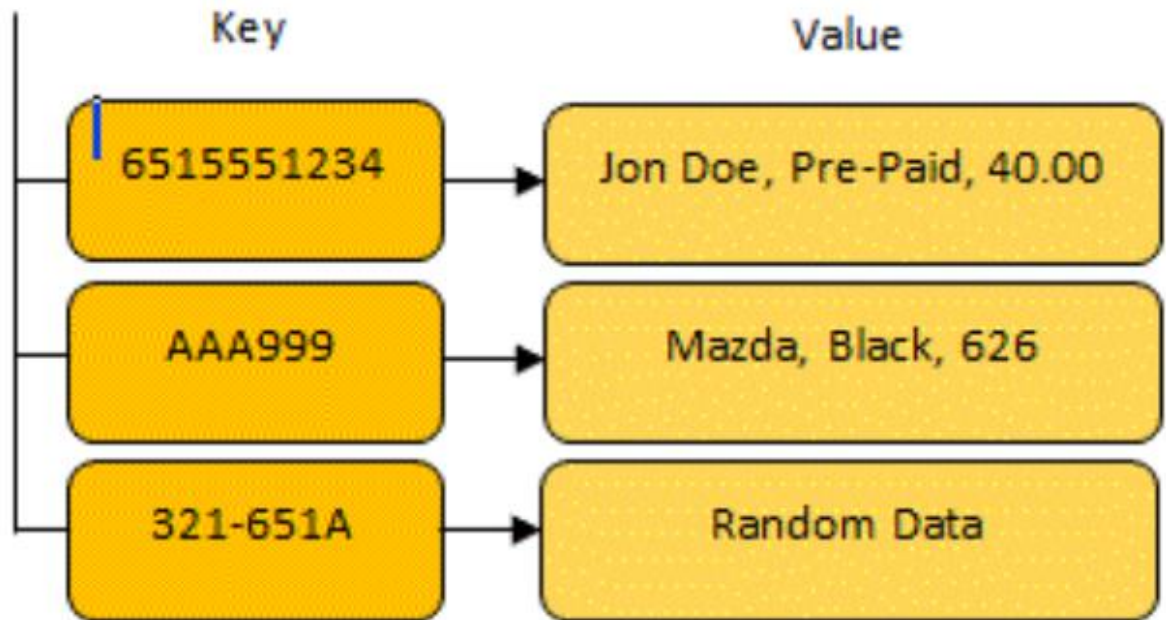 Key
Value
6515551234
Jon Doe, Pre-Paid, 40.00
AAA999
Mazda, Black, 626
321-651A
Random Data